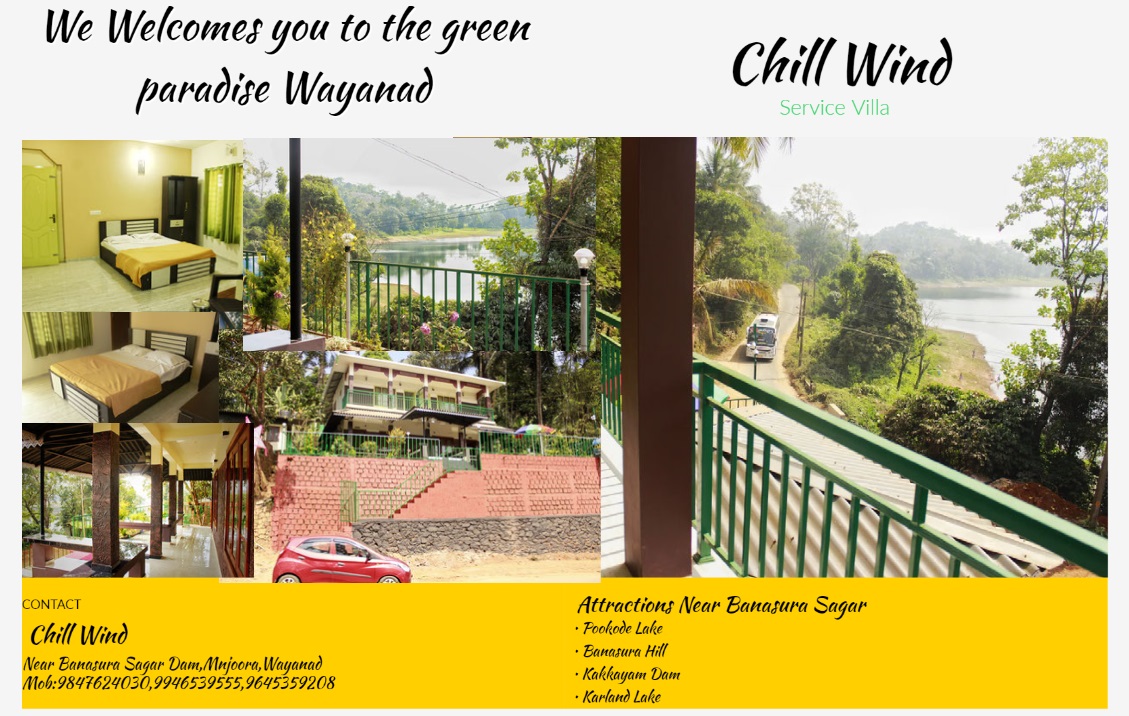 We Welcomes you to the green
paradise Wayanad
Chill Wind
Service Villa
CONTACT
Chill Wind
Near Banasura Sagar Dam,Mnjoora,Wayanad
Mob:9847624030,9946539555,9645359208
Attractions Near Banasura Sagar
· Pookode Lake
· Banasura Hill
· Kakkayam Dam
· Karland Lake